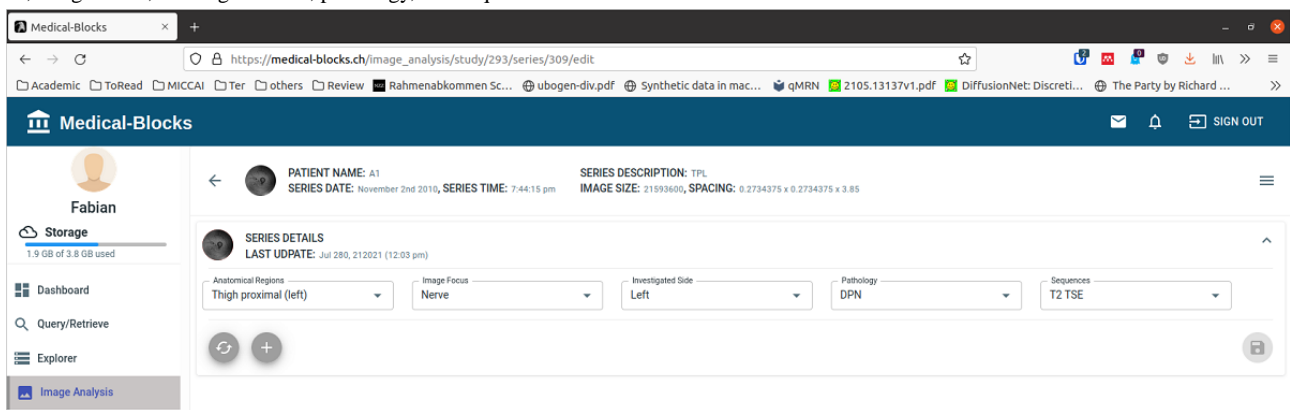 Medical-Blocks × +
https://medical-blocks.ch/image_analysis/study/293/series/309/edit
Academic ToRead MICCAI Ter others Review Rahmenabkommen Sc... ubogen-div.pdf Synthetic data in mac... qMRN 2105.13137v1.pdf DiffusionNet: Discreti... The Party by Richard ...
Medical-Blocks SIGN OUT
Fabian
Storage
1.9 GB of 3.8 GB used
Dashboard
Query/Retrieve
Explorer
Image Analysis
PATIENT NAME: A1 SERIES DESCRIPTION: TPL
SERIES DATE: November 2nd 2010, SERIES TIME: 7:44:15 pm IMAGE SIZE: 21593600, SPACING: 0.2734375 x 0.2734375 x 3.85
SERIES DETAILS
LAST UDPATE: Jul 280, 212021 (12:03 pm)
Anatomical Regions Image Focus Investigated Side Pathology Sequences
Thigh proximal (left) Nerve Left DPN T2 TSE